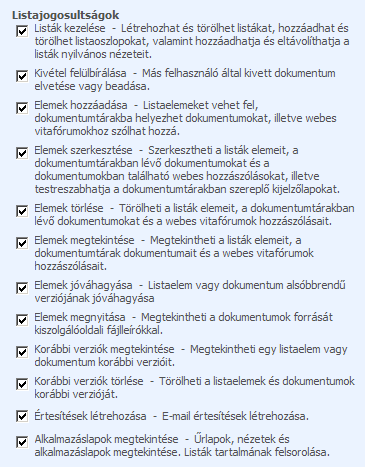 Listajogosultságok
Listák kezelése - Létrehozhat és törölhet listákat, hozzáadhat és
törölhet listaoszlopokat, valamint hozzáadhatja és eltávolíthatja a
listák nyilvános nézeteit.
Kivétel felülbírálása - Más felhasználó által kivett dokumentum
elvetése vagy beadása.
Elemek hozzáadása - Listaelemeket vehet fel,
dokumentumtárakba helyezhet dokumentumokat, illetve webes
vitafórumokhoz szólhat hozzá.
Elemek szerkesztése - Szerkesztheti a listák elemeit, a
dokumentumtárakban lévő dokumentumokat és a
dokumentumokban található webes hozzászólásokat, illetve
testreszabhatja a dokumentumtárakban szereplő kijelzőlapokat.
Elemek törlése - Törölheti a listák elemeit, a dokumentumtárakban
lévő dokumentumokat és a webes vitafórumok hozzászólásait.
Elemek megtekintése - Megtekintheti a listák elemeit, a
dokumentumtárak dokumentumait és a webes vitafórumok
hozzászólásait.
Elemek jóváhagyása - Listaelem vagy dokumentum alsóbbrendű
verziójának jóváhagyása
Elemek megnyitása - Megtekintheti a dokumentumok forrását
kiszolgálóoldali fájlleírókkal.
Korábbi verziók megtekintése - Megtekintheti egy listaelem vagy
dokumentum korábbi verzióit.
Korábbi verziók törlése - Törölheti a listaelemek és dokumentumok
korábbi verzióját.
Értesítések létrehozása - E-mail értesítések létrehozása.
Alkalmazáslapok megtekintése - Űrlapok, nézetek és
alkalmazáslapok megtekintése. Listák tartalmának felsorolása.